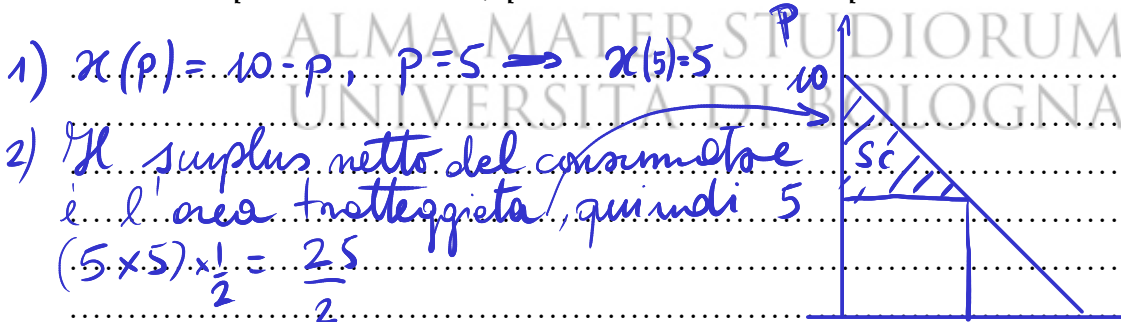 ALMA MATER STUDIORUM
UNIVERSITÀ DI BOLOGNA
1) x(p) = 10 - p, p = 5 ⟹ x(5) = 5
2) Il surplus netto del consumatore
è l'area tratteggiata, quindi
(5 × 5) × 1/2 = 25/2
P
10
SC
5